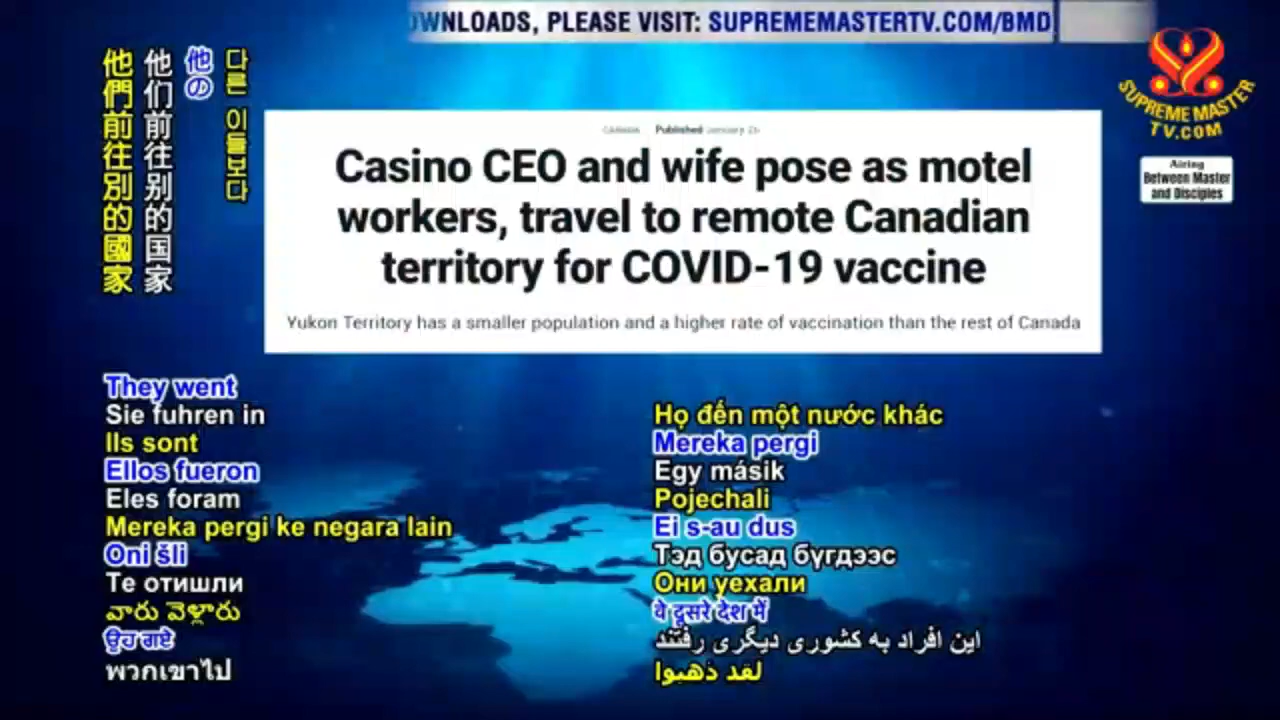 OWNLOADS, PLEASE VISIT: SUPREMEMASTERTV.COM/BMD
SUPREME MASTER
TV.COM
Airing
Between Master
and Disciples
他們前往別的國家
他们前往别的国家
他の
다른 이들보다
CANADA Published January 26
Casino CEO and wife pose as motel
workers, travel to remote Canadian
territory for COVID-19 vaccine
Yukon Territory has a smaller population and a higher rate of vaccination than the rest of Canada
They went
Sie fuhren in
Ils sont
Ellos fueron
Eles foram
Mereka pergi ke negara lain
Oni šli
Те отишли
వారు వెళ్లారు
ਉਹ ਗਏ
พวกเขาไป
Họ đến một nước khác
Mereka pergi
Egy másik
Pojechali
Ei s-au dus
Тэд бусад бүгдээс
Они уехали
वे दूसरे देश में
این افراد به کشوری دیگری رفتند
لقد ذهبوا